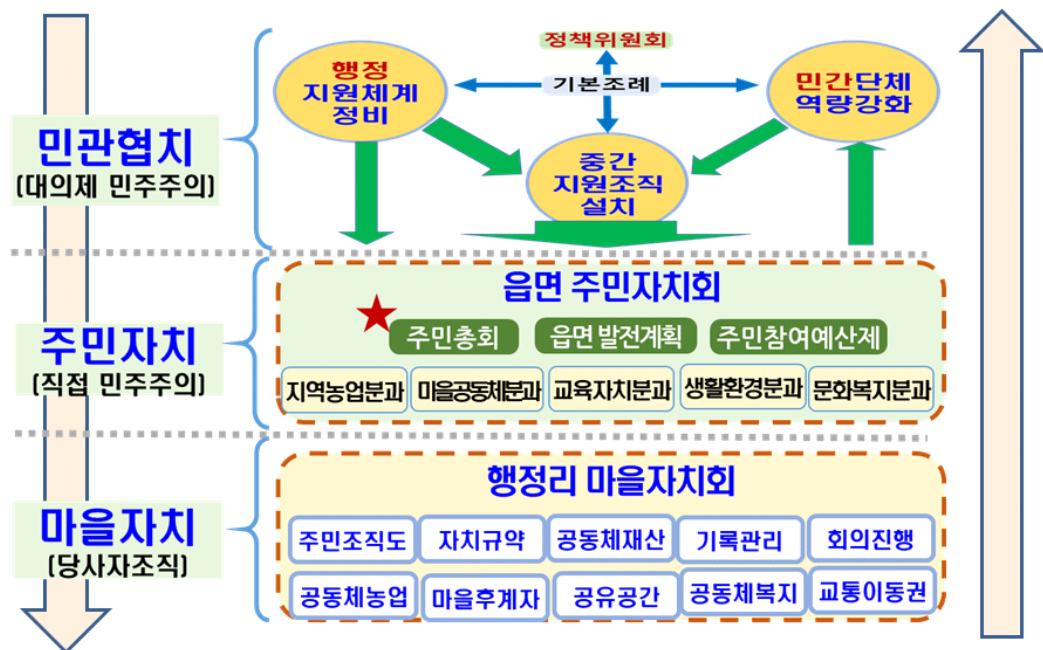 정책위원회
행정
지원체계
정비
기본조례
민간단체
역량강화
중간
지원조직
설치
민관협치
(대의제 민주주의)
읍면 주민자치회
주민총회
읍면 발전계획
주민참여예산제
주민자치
(직접 민주주의)
지역농업분과
마을공동체분과
교육자치분과
생활환경분과
문화복지분과
행정리 마을자치회
마을자치
(당사자조직)
주민조직도
자치규약
공동체재산
기록관리
회의진행
공동체농업
마을후계자
공유공간
공동체복지
교통이동권